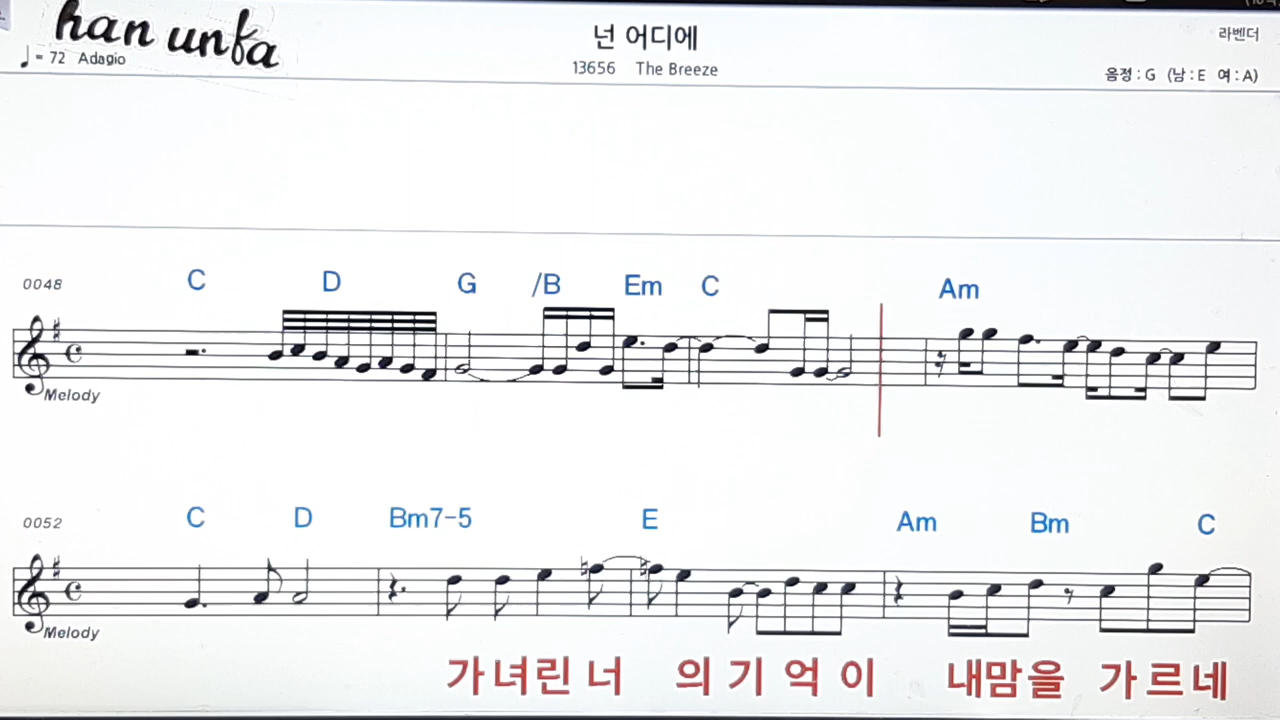 han unfa
넌 어디에
라벤더
♩= 72 Adagio
13656 The Breeze
음정 : G (남 : E 여 : A)
0048 C D G /B Em C Am
Melody
0052 C D Bm7-5 E Am Bm C
Melody
가녀린 너 의 기 억 이 내맘을 가르네